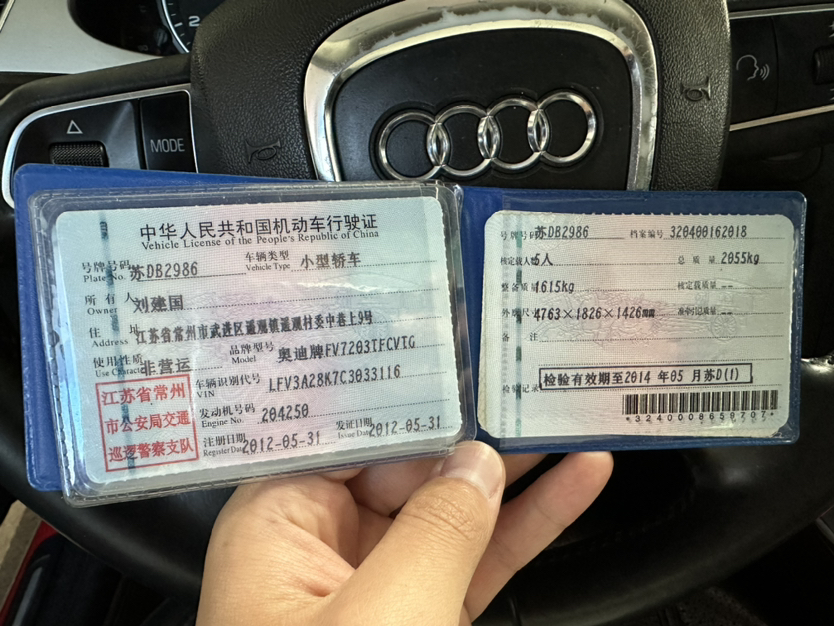 2
MODE
中华人民共和国机动车行驶证
Vehicle License of the People's Republic of China
号牌号码 苏DB2986 车辆类型 小型轿车
Plate No. Vehicle Type
所有人 刘建国
Owner
住址 江苏省常州市武进区遥观镇遥观村委中巷上9号
Address
使用性质 非营运 品牌型号 奥迪牌FV7203TFCVTG
Use Character Model
江苏省常州
市公安局交通
巡逻警察支队
车辆识别代号 LFV3A28K7C3033116
VIN
发动机号码 204250
Engine No.
注册日期 2012-05-31 发证日期 2012-05-31
Register Date Issue Date
号牌号码 苏DB2986 档案编号 320400162018
核定载人数 5人 总质量 2055kg
整备质量 1615kg 核定载质量 --
外廓尺寸 4763×1826×1426mm 准牵引总质量 --
备注
检验记录 检验有效期至2014年05月苏D(1)
*3240008659707*